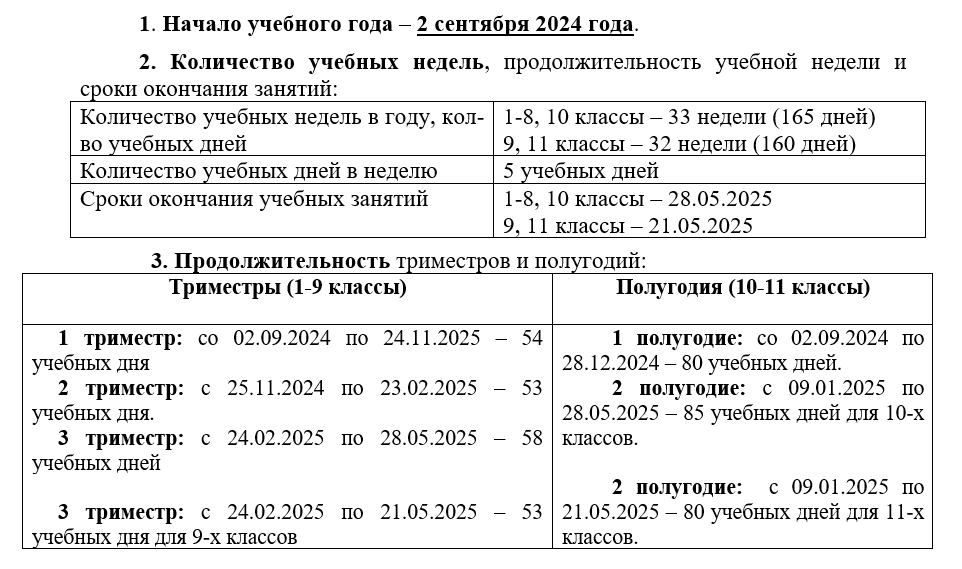 1. Начало учебного года – 2 сентября 2024 года.
2. Количество учебных недель, продолжительность учебной недели и
сроки окончания занятий:
Количество учебных недель в году, кол-
во учебных дней
1-8, 10 классы – 33 недели (165 дней)
9, 11 классы – 32 недели (160 дней)
Количество учебных дней в неделю
5 учебных дней
Сроки окончания учебных занятий
1-8, 10 классы – 28.05.2025
9, 11 классы – 21.05.2025
3. Продолжительность триместров и полугодий:
Триместры (1-9 классы)
Полугодия (10-11 классы)
1 триместр: со 02.09.2024 по 24.11.2025 – 54
учебных дня
2 триместр: с 25.11.2024 по 23.02.2025 – 53
учебных дня.
3 триместр: с 24.02.2025 по 28.05.2025 – 58
учебных дней
3 триместр: с 24.02.2025 по 21.05.2025 – 53
учебных дня для 9-х классов
1 полугодие: со 02.09.2024 по
28.12.2024 – 80 учебных дней.
2 полугодие: с 09.01.2025 по
28.05.2025 – 85 учебных дней для 10-х
классов.
2 полугодие: с 09.01.2025 по
21.05.2025 – 80 учебных дней для 11-х
классов.